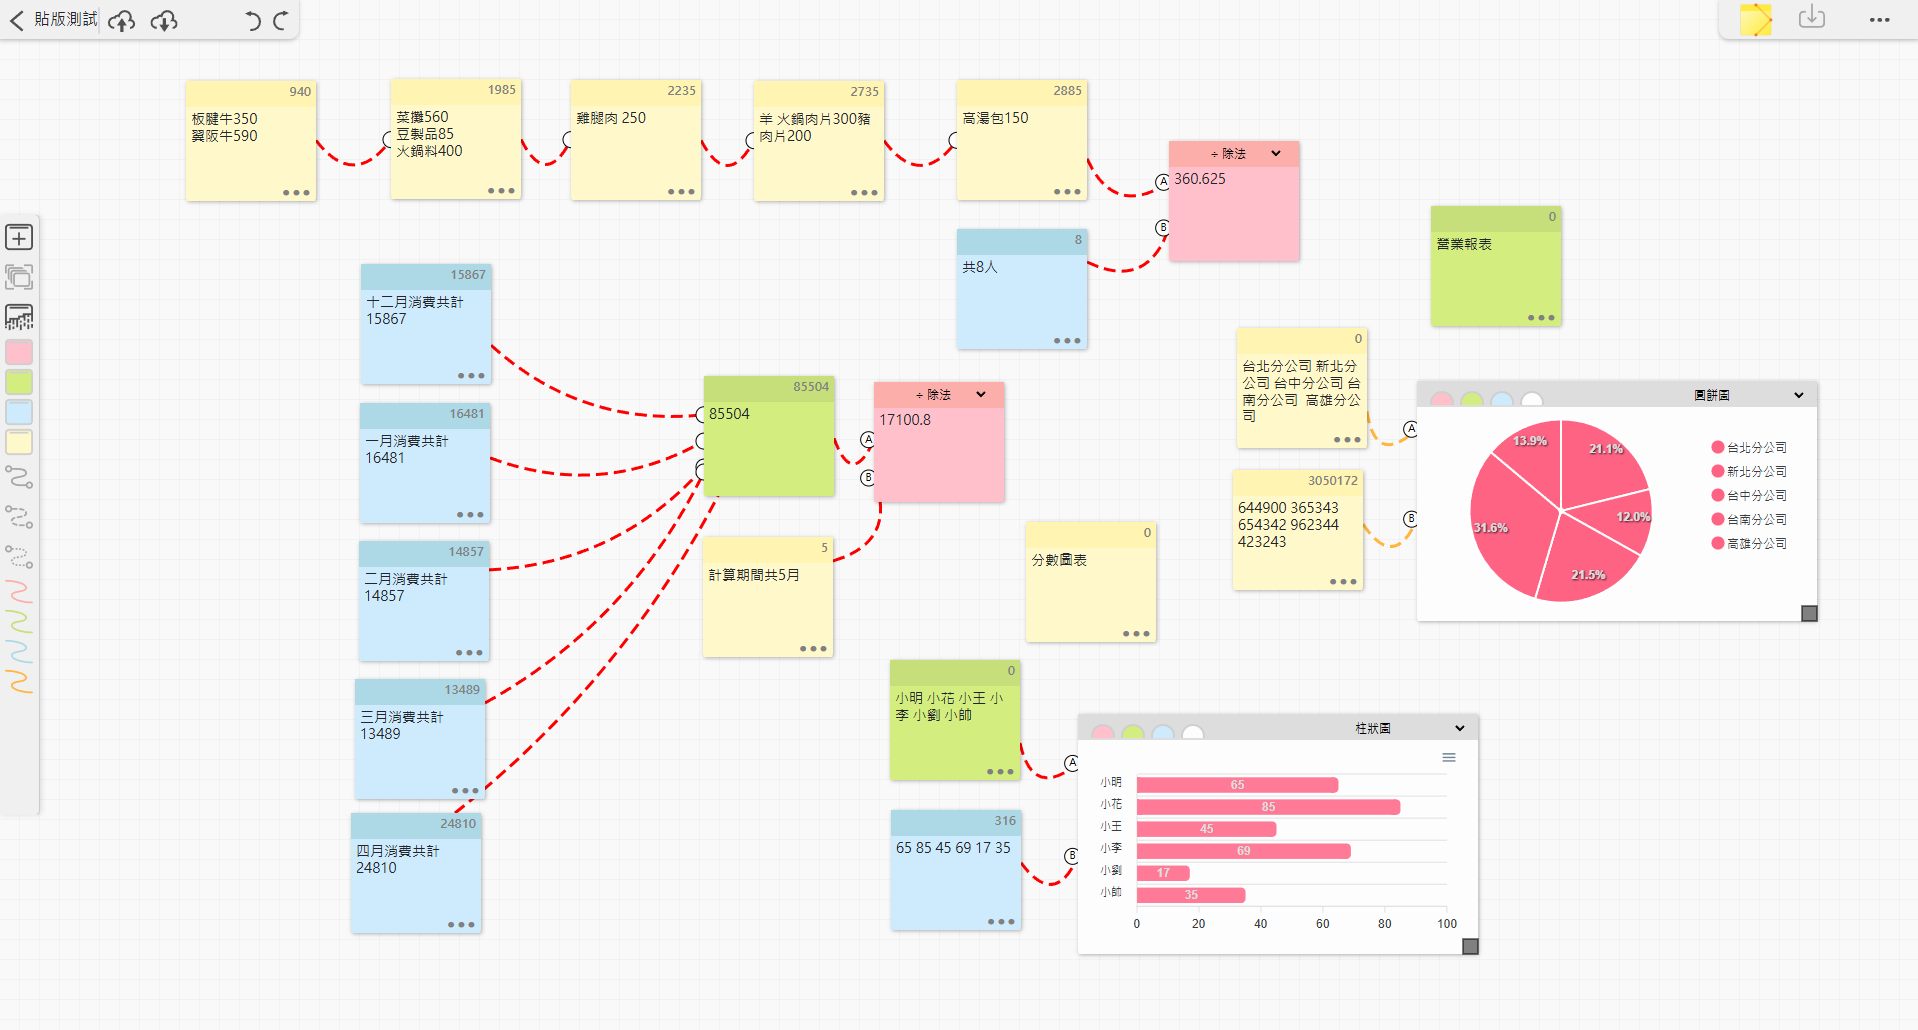 貼版測試
940
板腱牛350
翼阪牛590
1985
菜攤560
豆製品85
火鍋料400
2235
雞腿肉 250
2735
羊 火鍋肉片300豬
肉片200
2885
高湯包150
÷ 除法
A
360.625
B
8
共8人
0
營業報表
15867
十二月消費共計
15867
16481
一月消費共計
16481
14857
二月消費共計
14857
13489
三月消費共計
13489
24810
四月消費共計
24810
85504
85504
÷ 除法
A
17100.8
B
5
計算期間共5月
0
分數圖表
0
台北分公司 新北分
公司 台中分公司 台
南分公司 高雄分公
司
3050172
644900 365343
654342 962344
423243
A
B
圓餅圖
13.9%
21.1%
12.0%
31.6%
21.5%
台北分公司
新北分公司
台中分公司
台南分公司
高雄分公司
0
小明 小花 小王 小
李 小劉 小帥
316
65 85 45 69 17 35
A
B
柱狀圖
小明
65
小花
85
小王
45
小李
69
小劉
17
小帥
35
0
20
40
60
80
100